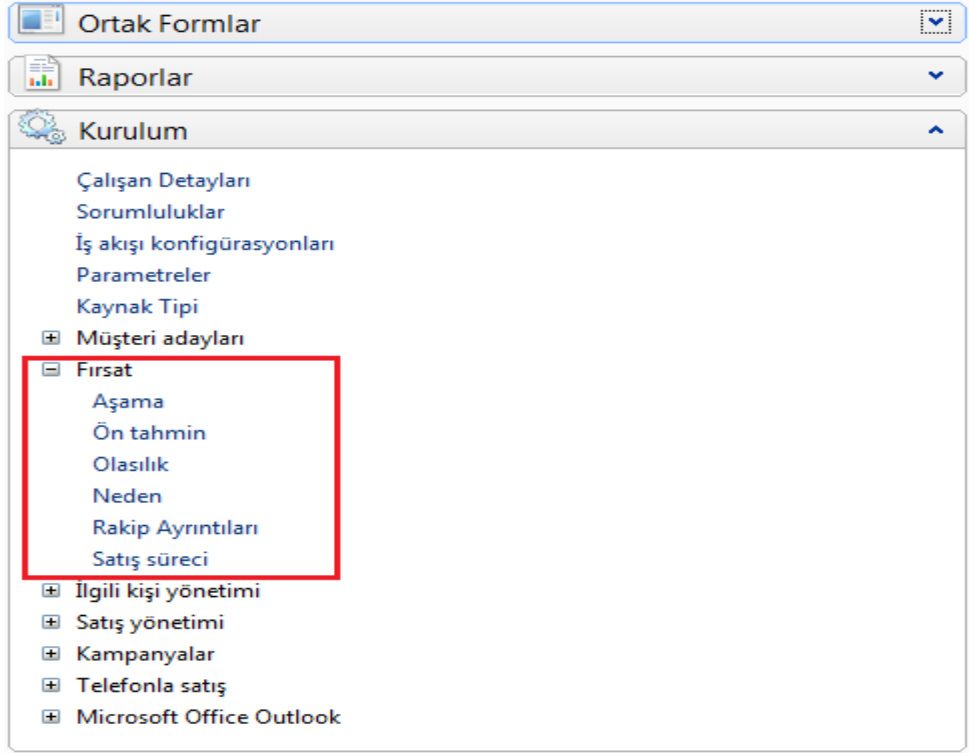 Ortak Formlar
Raporlar
Kurulum
Çalışan Detayları
Sorumluluklar
İş akışı konfigürasyonları
Parametreler
Kaynak Tipi
Müşteri adayları
Fırsat
Aşama
Ön tahmin
Olasılık
Neden
Rakip Ayrıntıları
Satış süreci
İlgili kişi yönetimi
Satış yönetimi
Kampanyalar
Telefonla satış
Microsoft Office Outlook